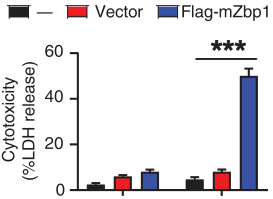 — Vector Flag-mZbp1
***
Cytotoxicity
(%LDH release)
60
40
20
0